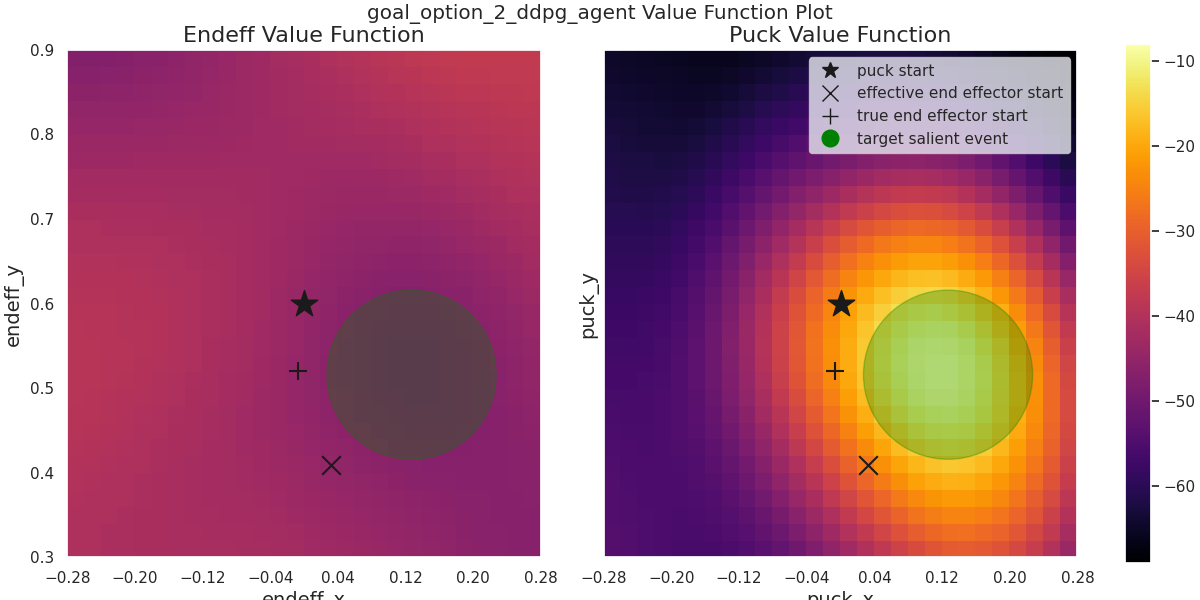 goal_option_2_ddpg_agent Value Function Plot
Endeff Value Function
Puck Value Function
puck start
effective end effector start
true end effector start
target salient event
0.9
0.8
0.7
0.6
0.5
0.4
0.3
endeff_y
−0.28 −0.20 −0.12 −0.04 0.04 0.12 0.20 0.28
endeff_x
puck_y
−0.28 −0.20 −0.12 −0.04 0.04 0.12 0.20 0.28
puck_x
−10
−20
−30
−40
−50
−60